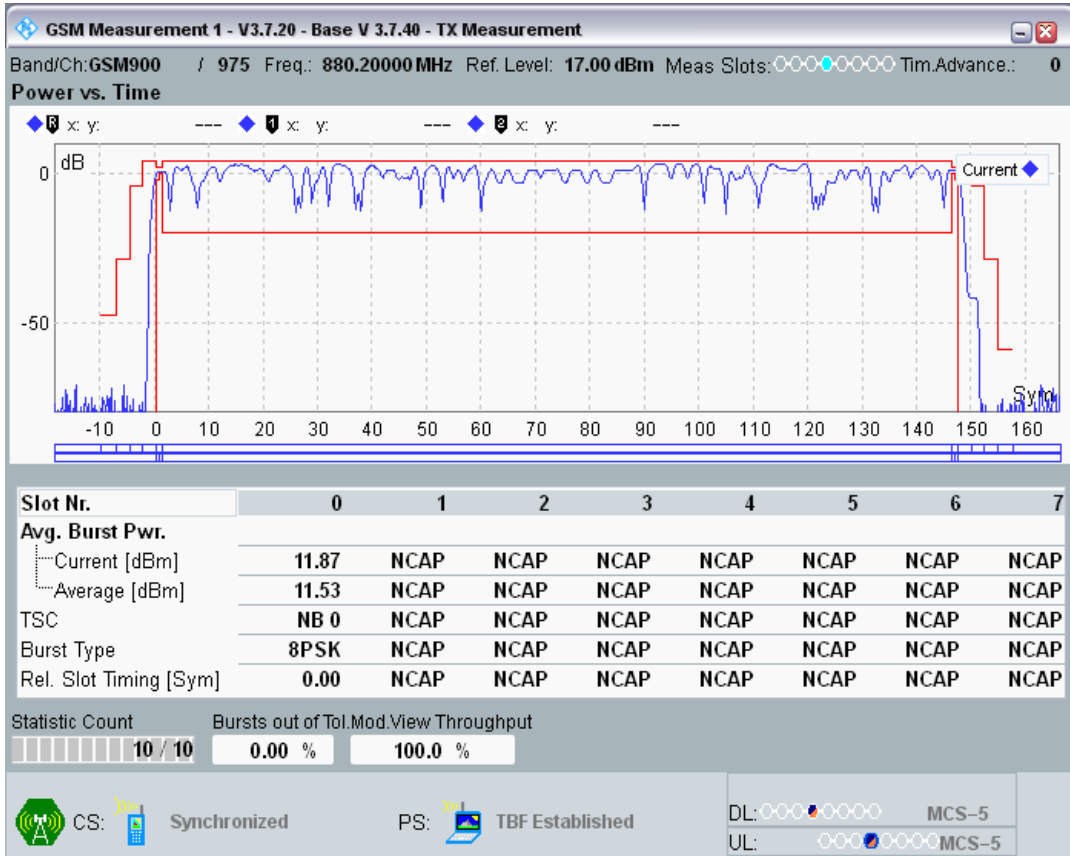 GSM Measurement 1 - V3.7.20 - Base V 3.7.40 - TX Measurement
Band/Ch:GSM900 / 975 Freq.: 880.20000 MHz Ref. Level: 17.00 dBm Meas Slots: Tim.Advance.: 0
Power vs. Time
R x: y: --- 1 x: y: --- 2 x: y: ---
dB
Current
0
-50
Sym
-10 0 10 20 30 40 50 60 70 80 90 100 110 120 130 140 150 160
Slot Nr. 0 1 2 3 4 5 6 7
Avg. Burst Pwr.
Current [dBm] 11.87 NCAP NCAP NCAP NCAP NCAP NCAP NCAP
Average [dBm] 11.53 NCAP NCAP NCAP NCAP NCAP NCAP NCAP
TSC NB 0 NCAP NCAP NCAP NCAP NCAP NCAP NCAP
Burst Type 8PSK NCAP NCAP NCAP NCAP NCAP NCAP NCAP
Rel. Slot Timing [Sym] 0.00 NCAP NCAP NCAP NCAP NCAP NCAP NCAP
Statistic Count Bursts out of Tol.Mod.View Throughput
10 / 10 0.00 % 100.0 %
CS: Synchronized PS: TBF Established
DL: MCS-5
UL: MCS-5